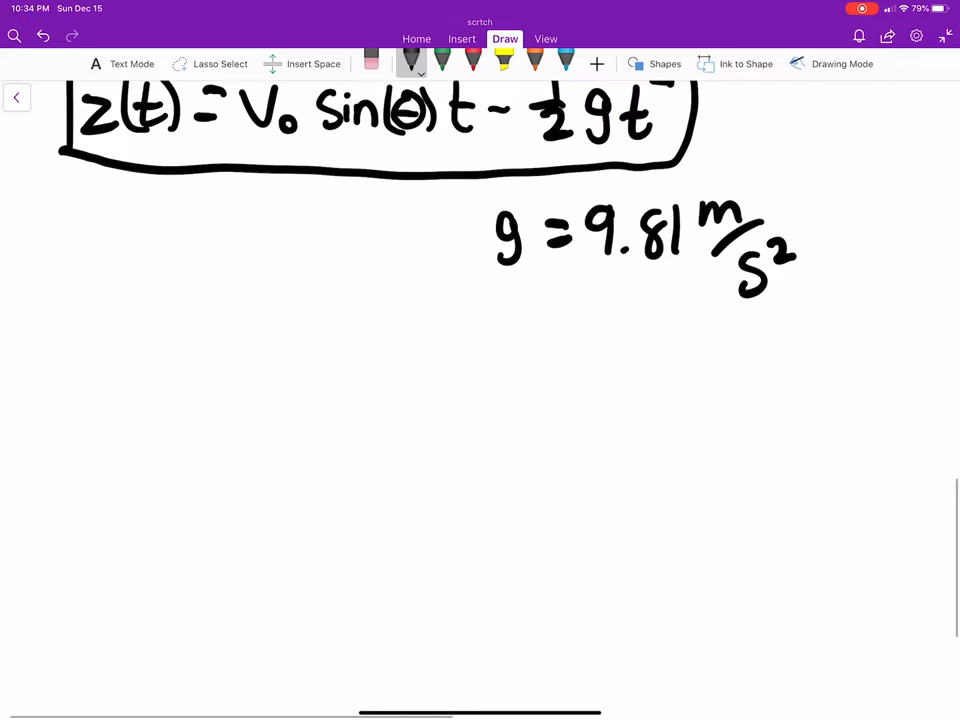 10:34 PM Sun Dec 15 79%
scrtch
Home Insert Draw View
Text Mode Lasso Select Insert Space Shapes Ink to Shape Drawing Mode
z(t) = V₀ sin(θ) t - 1/2 g t²
g = 9.81 m/s²